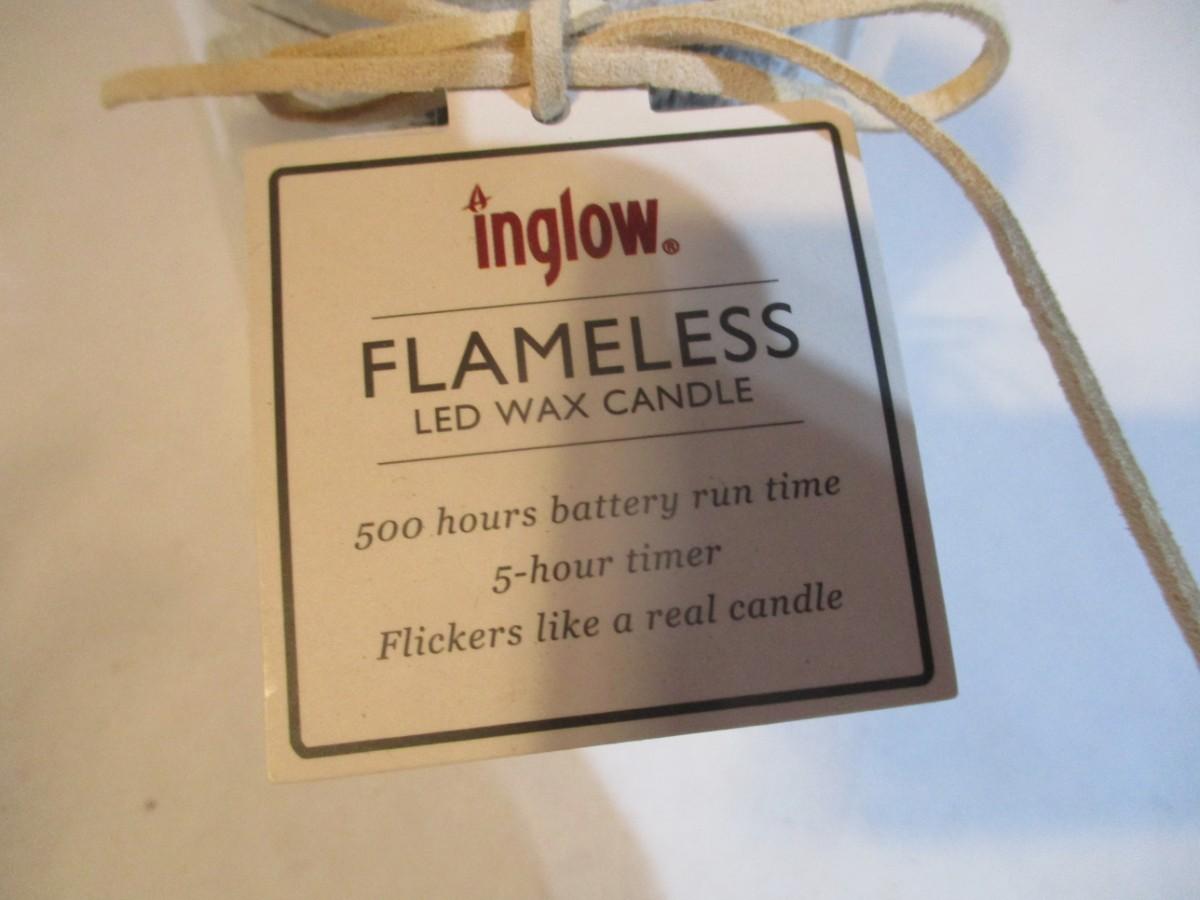 inglow®
FLAMELESS
LED WAX CANDLE
500 hours battery run time
5-hour timer
Flickers like a real candle